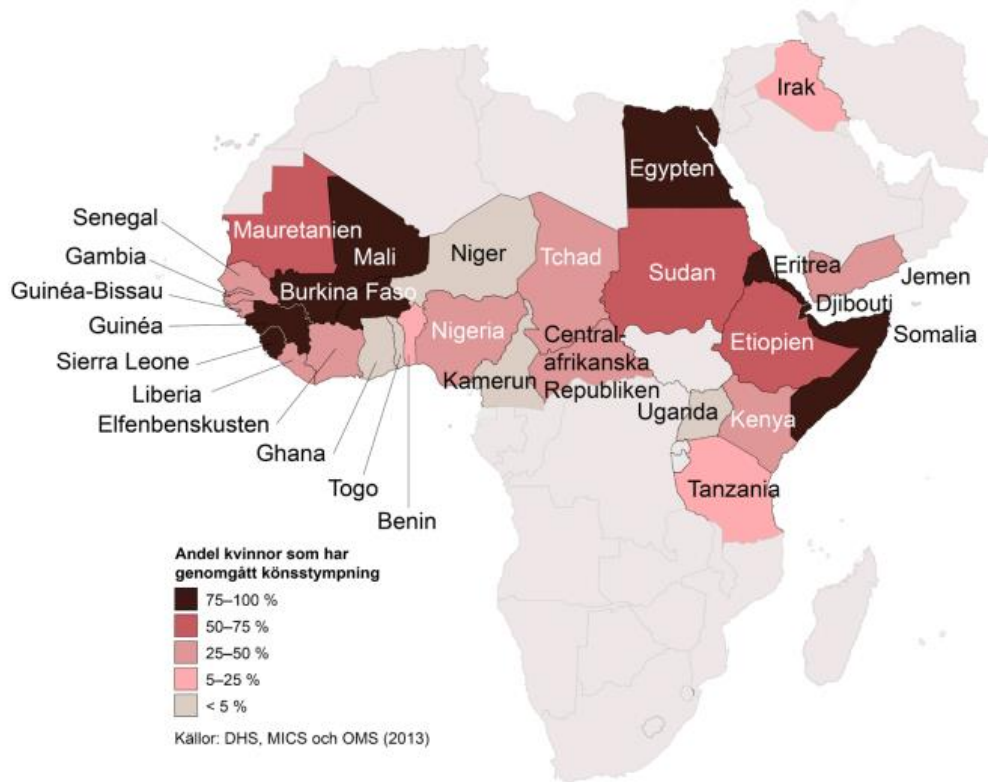 Irak
Egypten
Senegal
Mauretanien
Mali
Niger
Tchad
Sudan
Eritrea
Jemen
Gambia
Guinéa-Bissau
Burkina Faso
Djibouti
Guinéa
Nigeria
Central-
afrikanska
Republiken
Etiopien
Somalia
Sierra Leone
Liberia
Kamerun
Uganda
Kenya
Elfenbenskusten
Ghana
Togo
Tanzania
Benin
Andel kvinnor som har
genomgått könsstympning
75–100 %
50–75 %
25–50 %
5–25 %
< 5 %
Källor: DHS, MICS och OMS (2013)